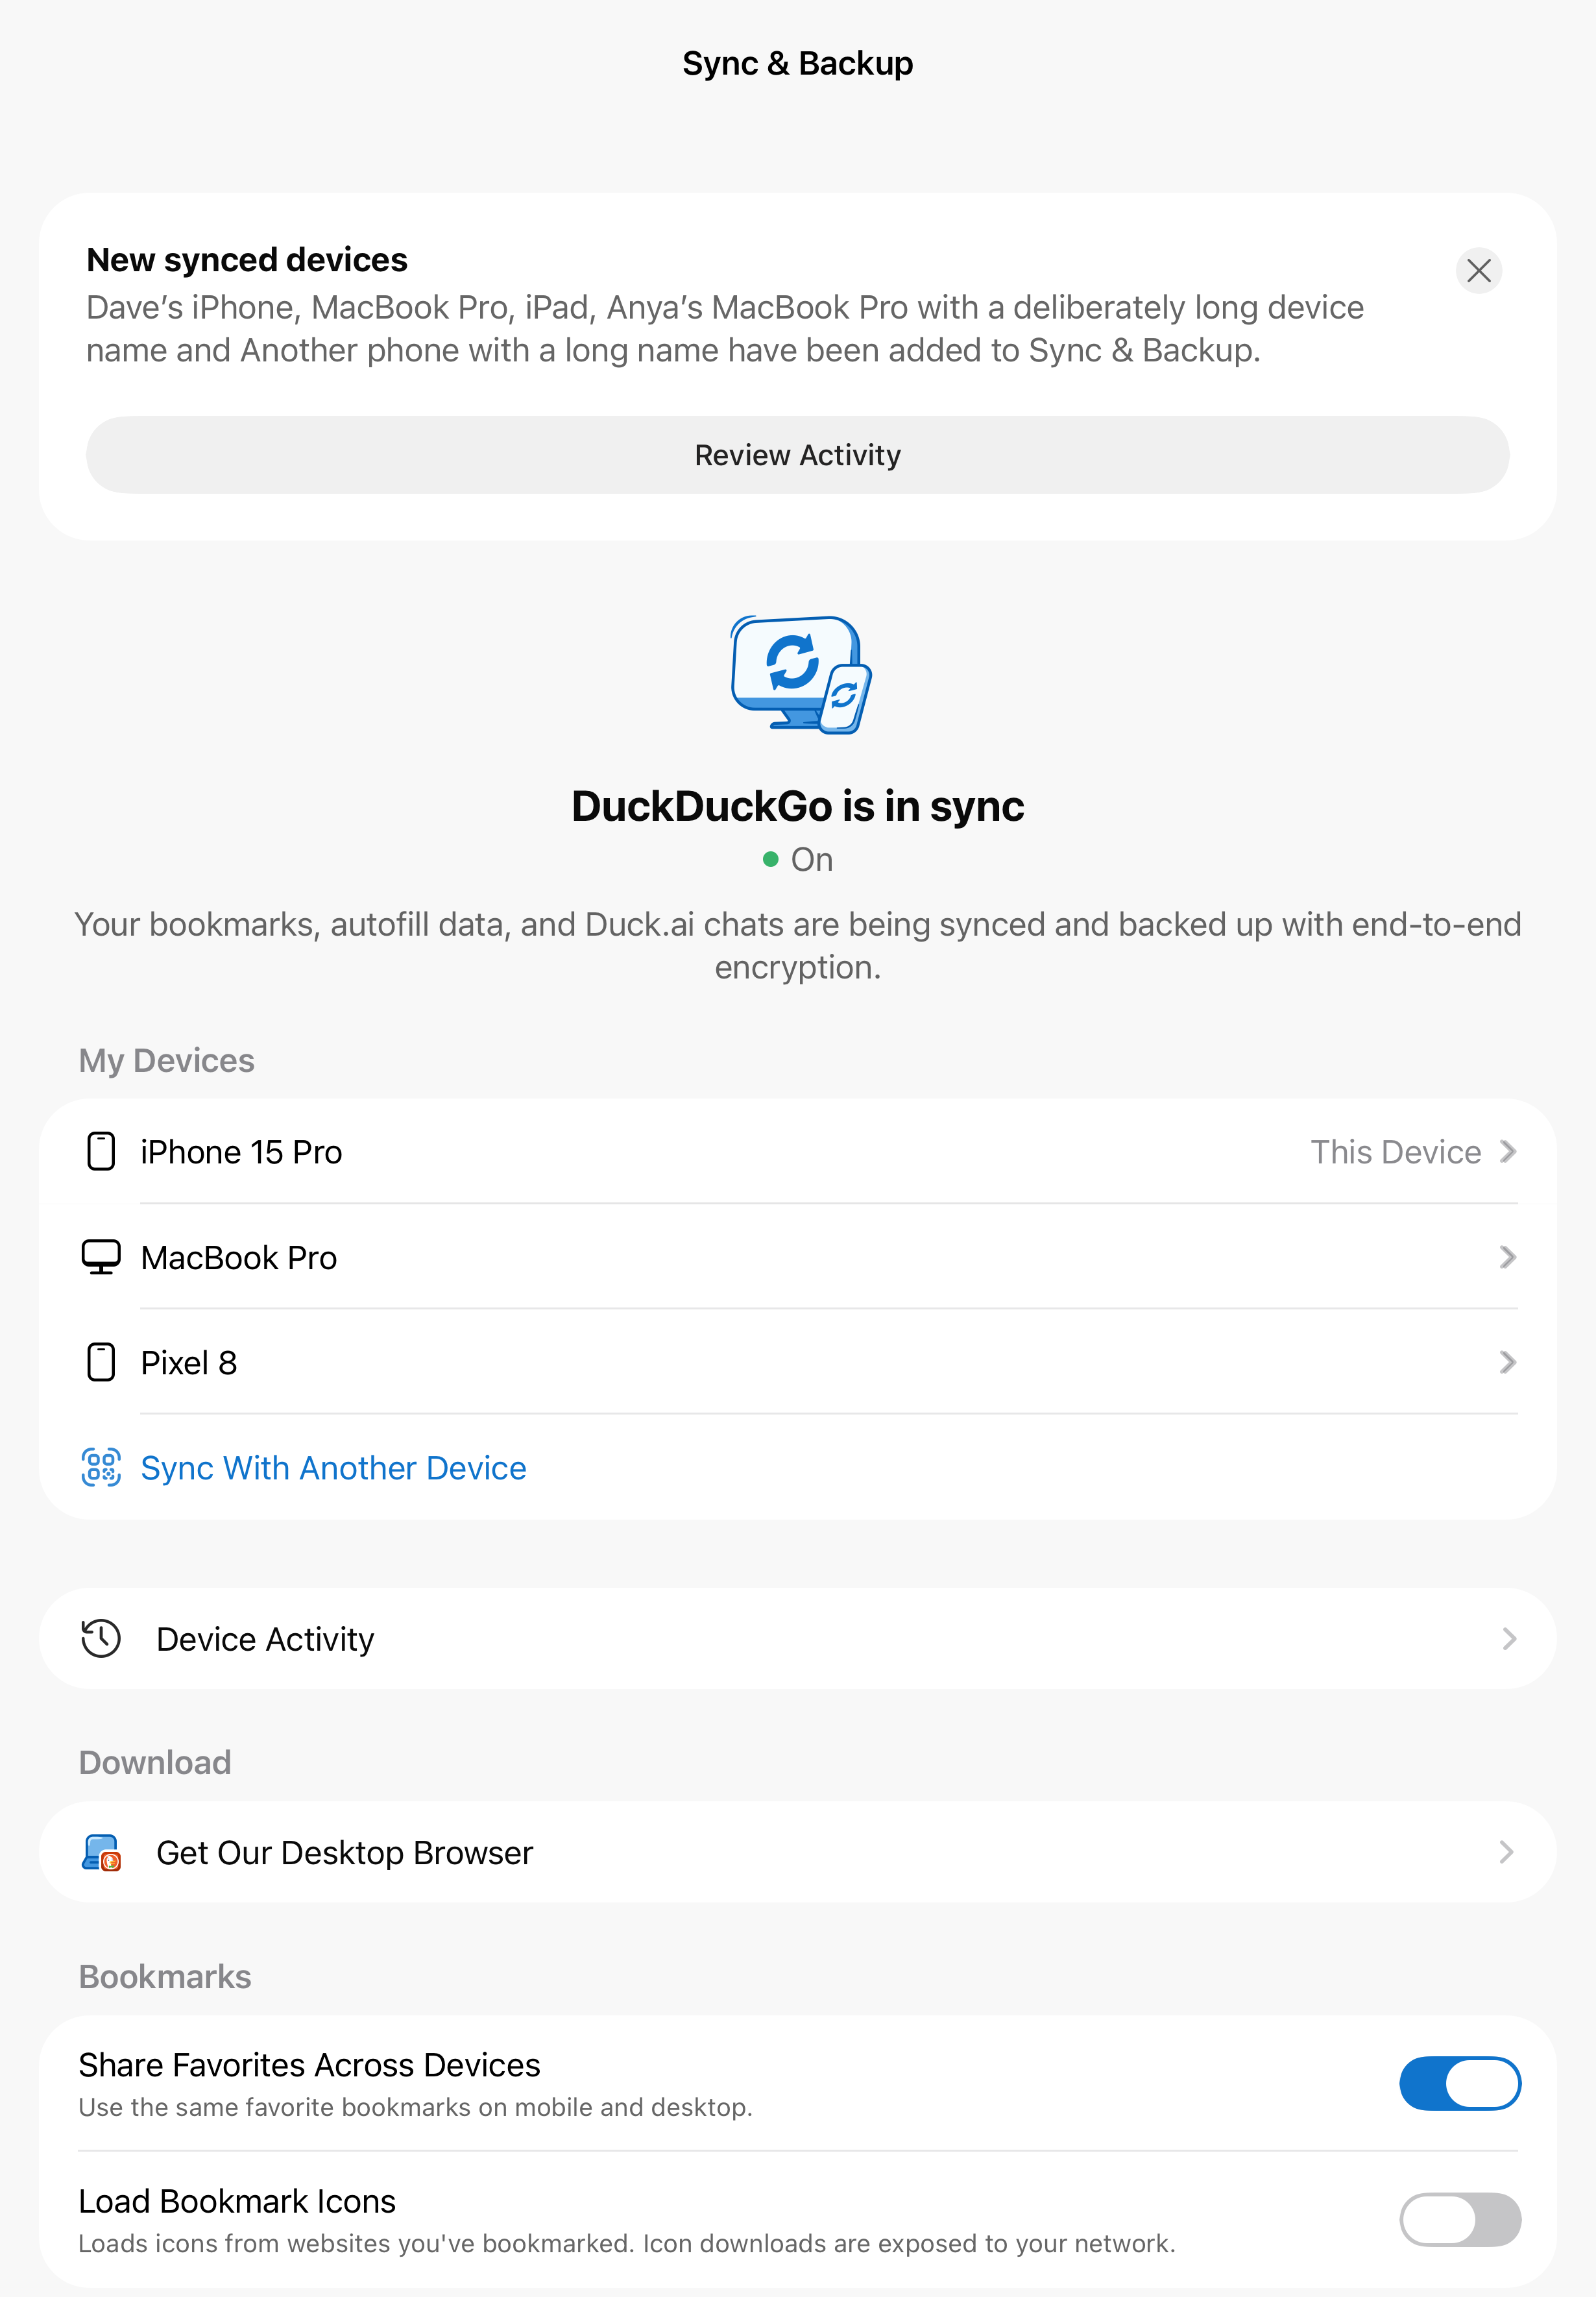 Sync & Backup
New synced devices
Dave’s iPhone, MacBook Pro, iPad, Anya’s MacBook Pro with a deliberately long device
name and Another phone with a long name have been added to Sync & Backup.
Review Activity
DuckDuckGo is in sync
On
Your bookmarks, autofill data, and Duck.ai chats are being synced and backed up with end-to-end
encryption.
My Devices
iPhone 15 Pro
This Device
MacBook Pro
Pixel 8
Sync With Another Device
Device Activity
Download
Get Our Desktop Browser
Bookmarks
Share Favorites Across Devices
Use the same favorite bookmarks on mobile and desktop.
Load Bookmark Icons
Loads icons from websites you've bookmarked. Icon downloads are exposed to your network.